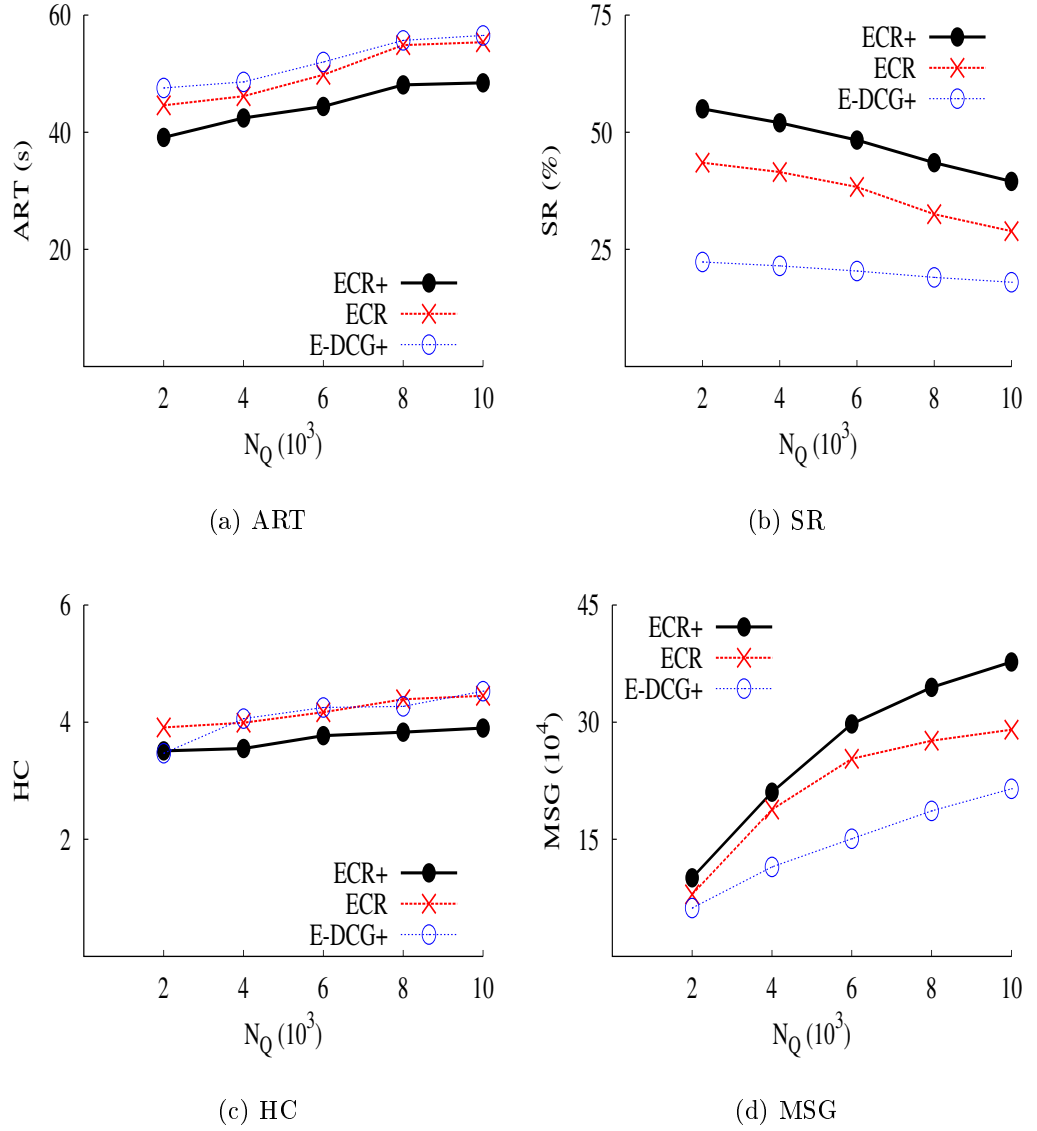 60
40
20
ART (s)
ECR+
ECR
E-DCG+
2 4 6 8 10
N_Q (10^3)
(a) ART
75
50
25
SR (%)
ECR+
ECR
E-DCG+
2 4 6 8 10
N_Q (10^3)
(b) SR
6
4
2
HC
ECR+
ECR
E-DCG+
2 4 6 8 10
N_Q (10^3)
(c) HC
45
30
15
MSG (10^4)
ECR+
ECR
E-DCG+
2 4 6 8 10
N_Q (10^3)
(d) MSG